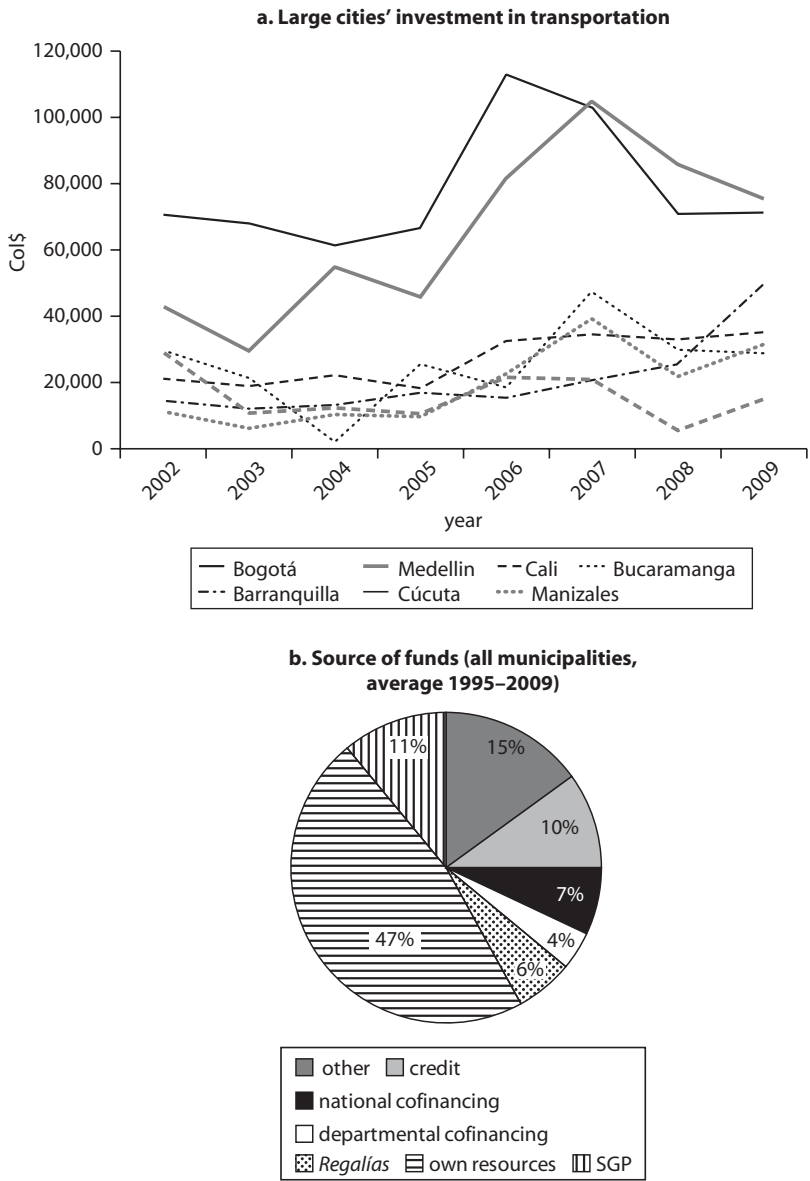 a. Large cities’ investment in transportation
120,000
100,000
80,000
60,000
40,000
20,000
0
Col$
2002
2003
2004
2005
2006
2007
2008
2009
year
Bogotá Medellin Cali Bucaramanga
Barranquilla Cúcuta Manizales
b. Source of funds (all municipalities,
average 1995–2009)
11%
15%
10%
7%
4%
6%
47%
other credit
national cofinancing
departmental cofinancing
Regalías own resources SGP